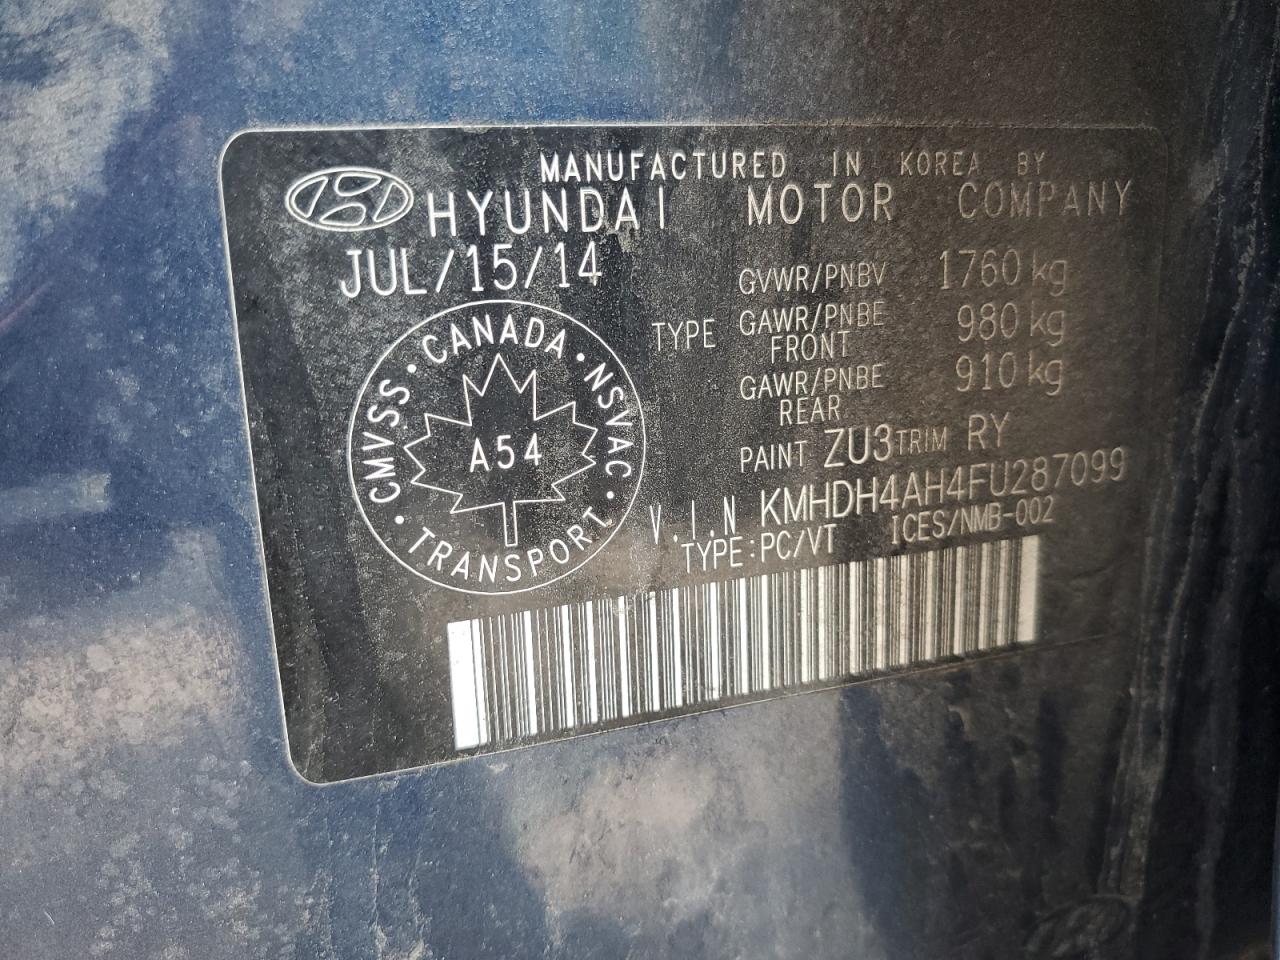 MANUFACTURED IN KOREA BY
HYUNDAI MOTOR COMPANY
JUL/15/14
GVWR/PNBV 1760 kg
TYPE GAWR/PNBE FRONT 980 kg
GAWR/PNBE REAR 910 kg
PAINT ZU3 TRIM RY
V.I.N KMHDH4AH4FU287099
TYPE:PC/VT ICES/NMB-002
CMVSS · CANADA · NSVAC · TRANSPORT ·
A54